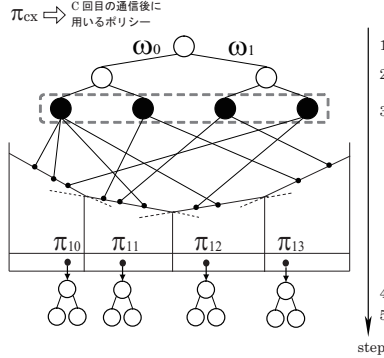 πcx ⇨ C 回目の通信後に
用いるポリシー
ω0 ω1
1
2
3
π10 π11 π12 π13
4
5
step